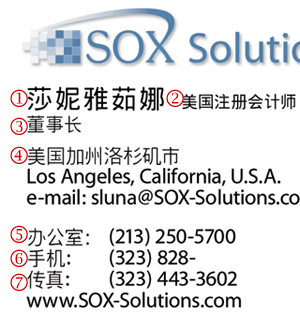 SOX Solutio
①莎妮雅茹娜 ②美国注册会计师
③董事长
④美国加州洛杉矶市
Los Angeles, California, U.S.A.
e-mail: sluna@SOX-Solutions.co
⑤办公室: (213) 250-5700
⑥手机: (323) 828-
⑦传真: (323) 443-3602
www.SOX-Solutions.com